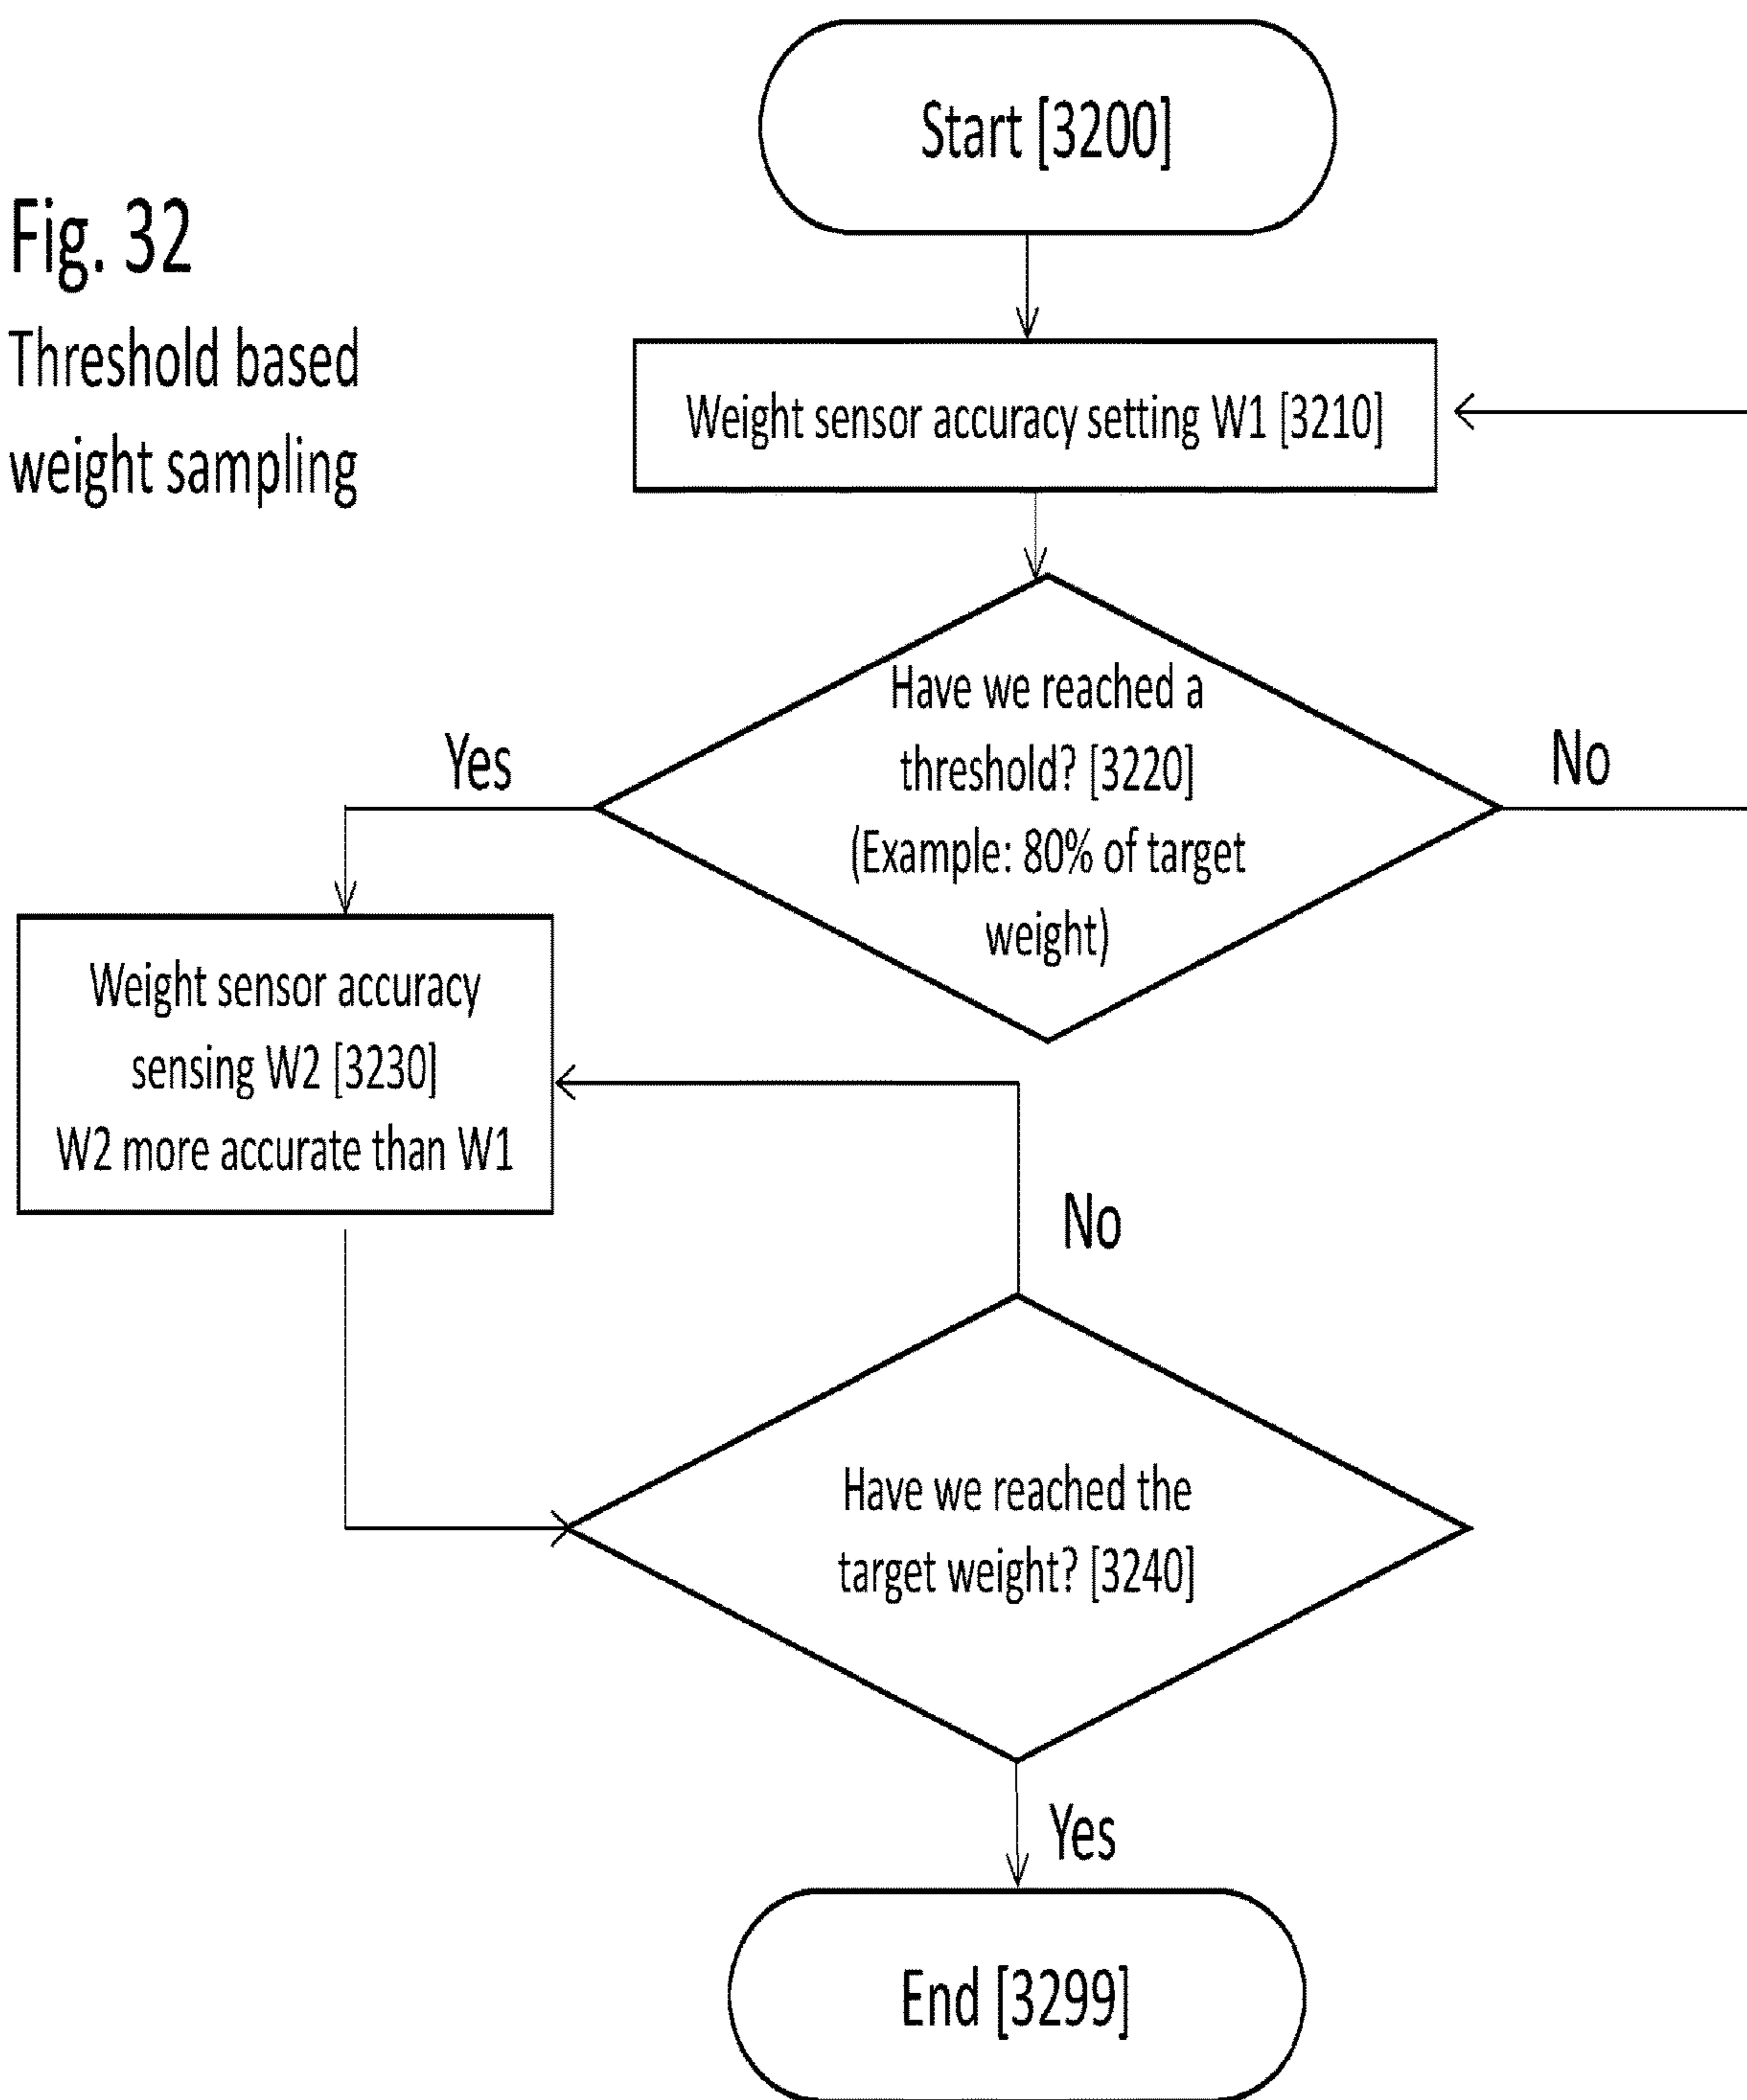 Fig. 32
Threshold based
weight sampling
Start [3200]
Weight sensor accuracy setting W1 [3210]
Have we reached a
threshold? [3220]
(Example: 80% of target
weight)
Yes
No
Weight sensor accuracy
sensing W2 [3230]
W2 more accurate than W1
No
Have we reached the
target weight? [3240]
Yes
End [3299]